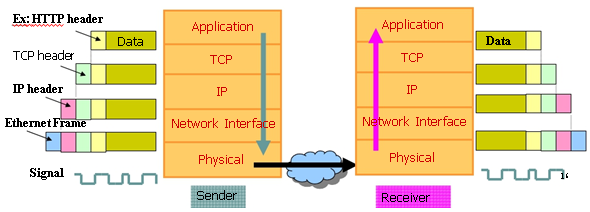 Ex: HTTP header
Data
TCP header
IP header
Ethernet Frame
Signal
Application
TCP
IP
Network Interface
Physical
Sender
Application
TCP
IP
Network Interface
Physical
Receiver
Data